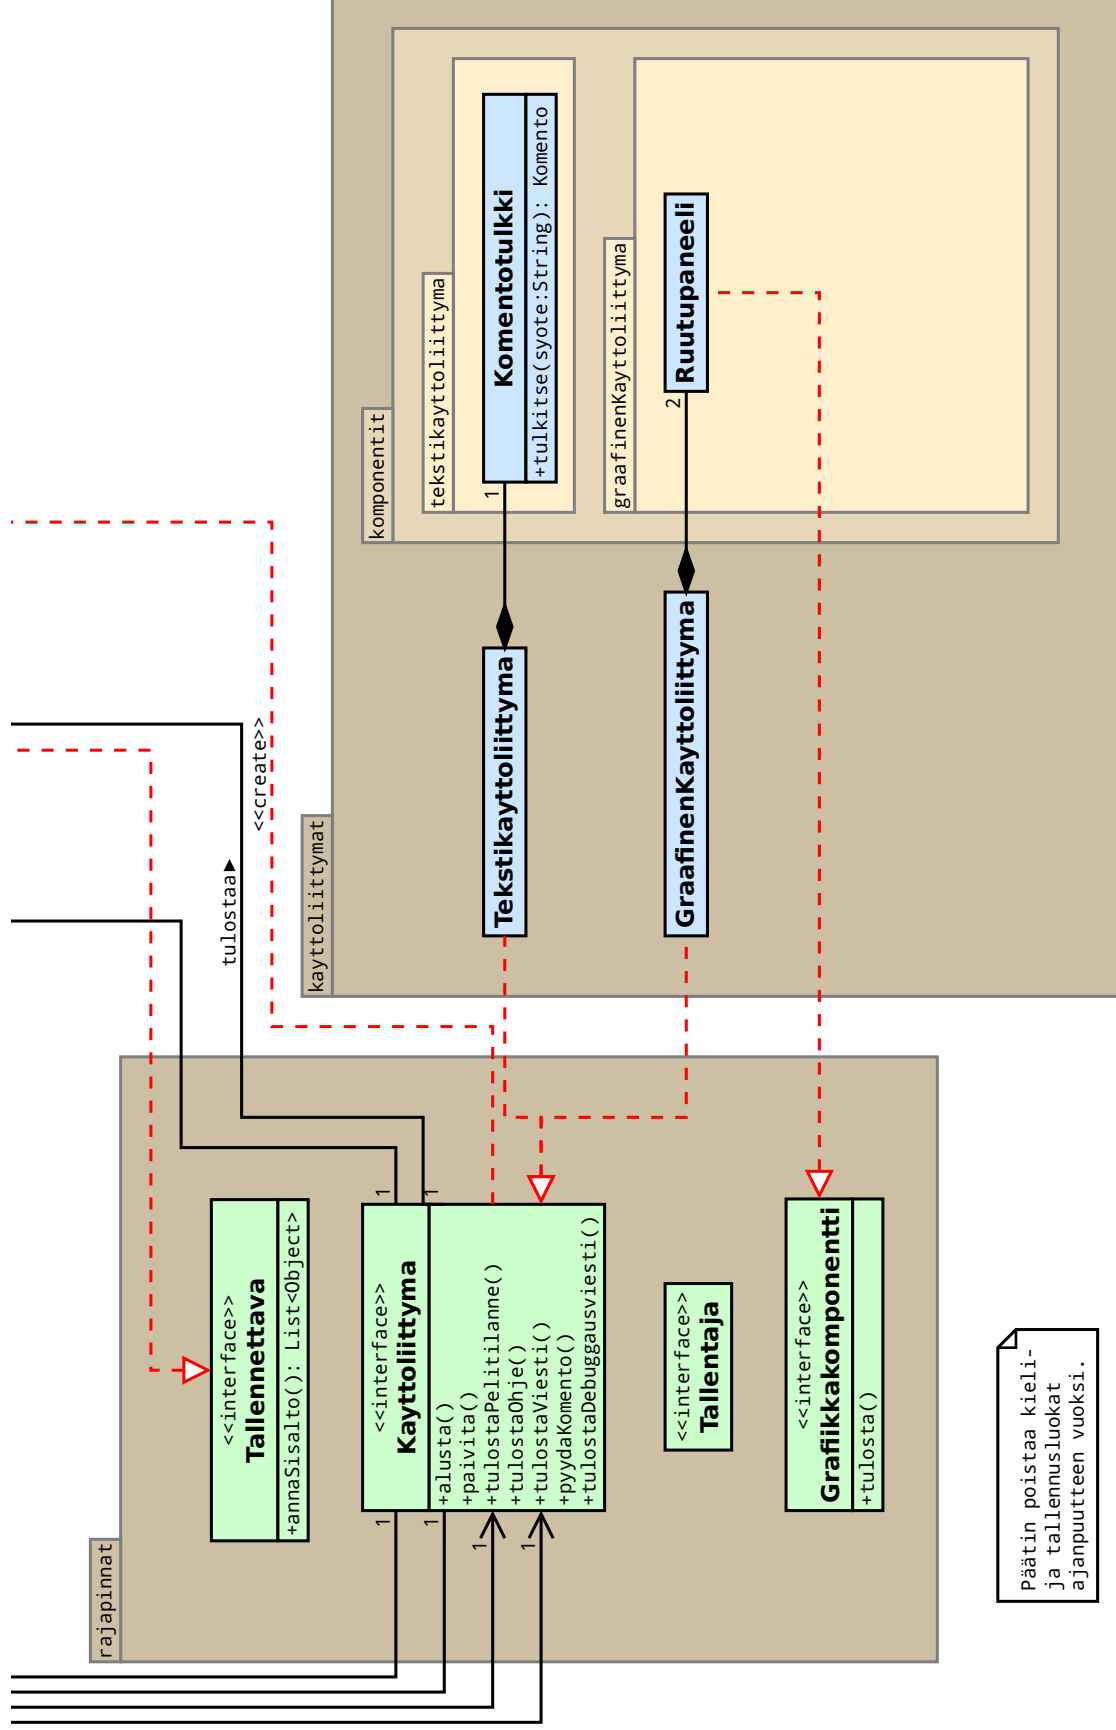 rajapinnat
<<interface>>
Tallennettava
+annaSisalto(): List<Object>
<<interface>>
Kayttoliittyma
+alusta()
+paivita()
+tulostaPelitilanne()
+tulostaOhje()
+tulostaViesti()
+pyydaKomento()
+tulostaDebuggausviesti()
1
1
1
1
1
1
<<interface>>
Tallentaja
<<interface>>
Grafiikkakomponentti
+tulosta()
Päätin poistaa kieli-
ja tallennusluokat
ajanpuutteen vuoksi.
tulostaa▶
<<create>>
kayttoliittymat
Tekstikayttoliittyma
GraafinenKayttoliittyma
komponentit
tekstikayttoliittyma
1
Komentotulkki
+tulkitse(syote:String): Komento
graafinenKayttoliittyma
2
Ruutupaneeli